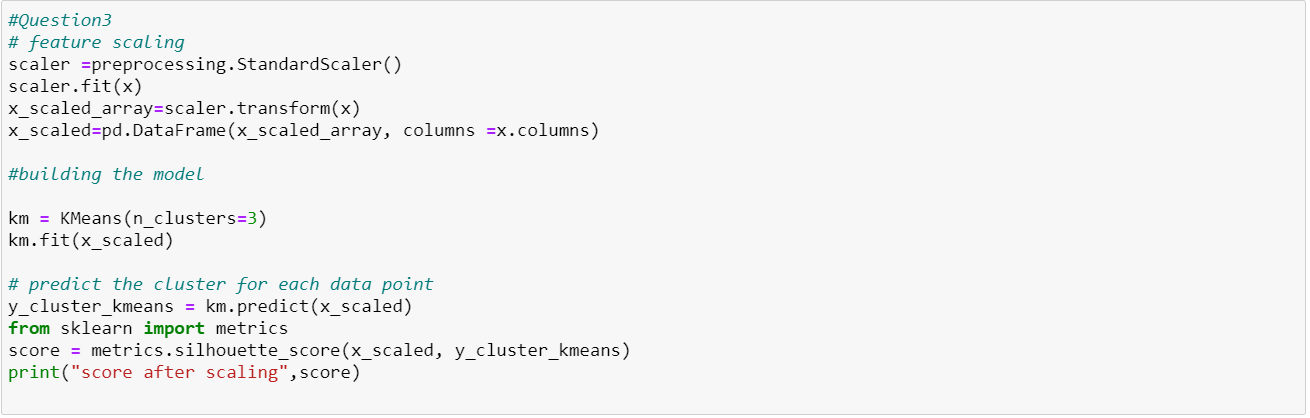 #Question3
# feature scaling
scaler =preprocessing.StandardScaler()
scaler.fit(x)
x_scaled_array=scaler.transform(x)
x_scaled=pd.DataFrame(x_scaled_array, columns =x.columns)
#building the model
km = KMeans(n_clusters=3)
km.fit(x_scaled)
# predict the cluster for each data point
y_cluster_kmeans = km.predict(x_scaled)
from sklearn import metrics
score = metrics.silhouette_score(x_scaled, y_cluster_kmeans)
print("score after scaling",score)